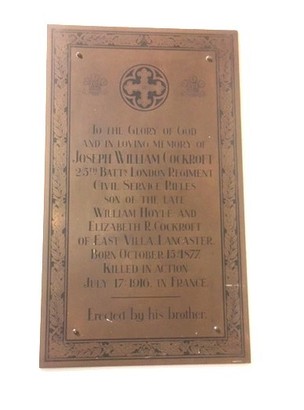 To the Glory of God
and in loving memory of
Joseph William Cockroft
25th Battn London Regiment
Civil Service Rifles
son of the late
William Hoyle and
Elizabeth R. Cockroft
of East Villa, Lancaster.
Born October 15. 1877
Killed in action
July 17. 1916. in France.
Erected by his brother.